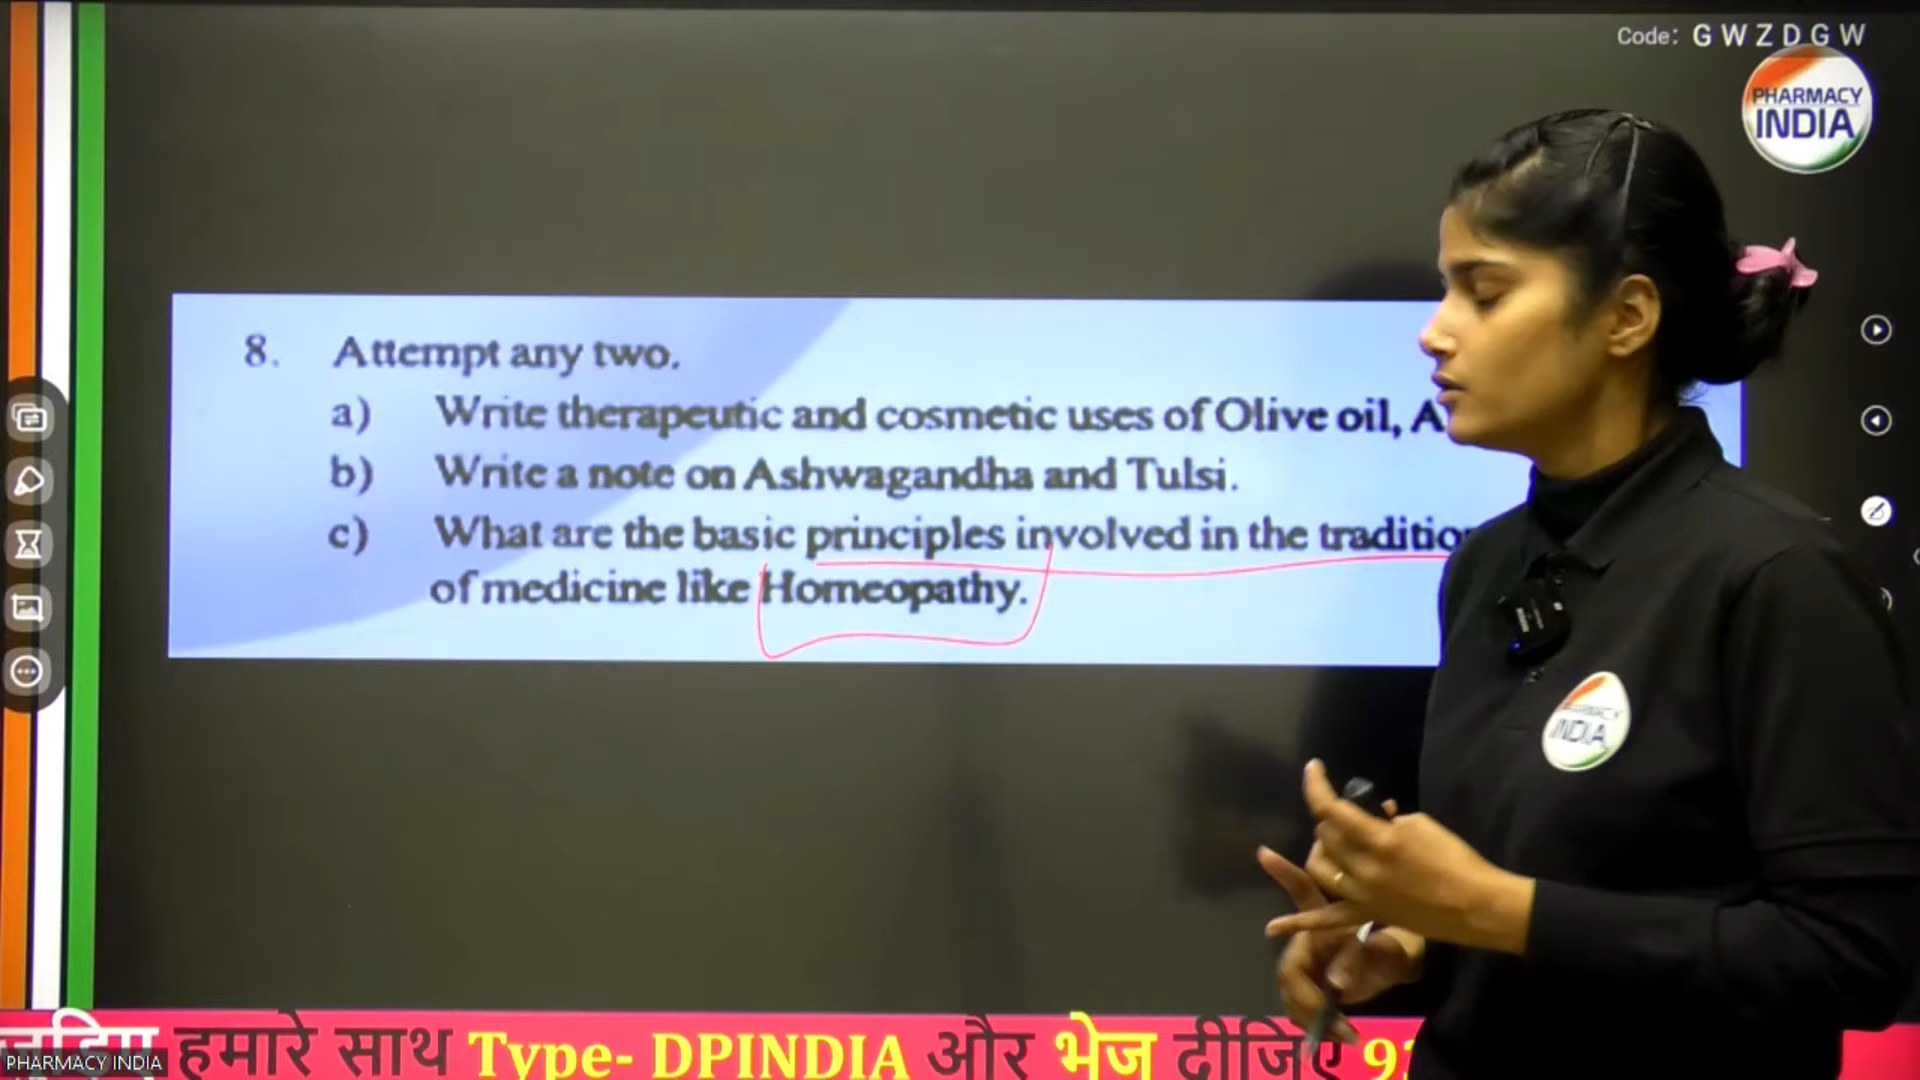 Code: GWZDGW
PHARMACY
INDIA
8. Attempt any two.
a) Write therapeutic and cosmetic uses of Olive oil,
b) Write a note on Ashwagandha and Tulsi.
c) What are the basic principles involved in the
of medicine like Homeopathy.
PHARMACY
INDIA
हमारे साथ Type- DPINDIA और भेज दीजिए
PHARMACY INDIA